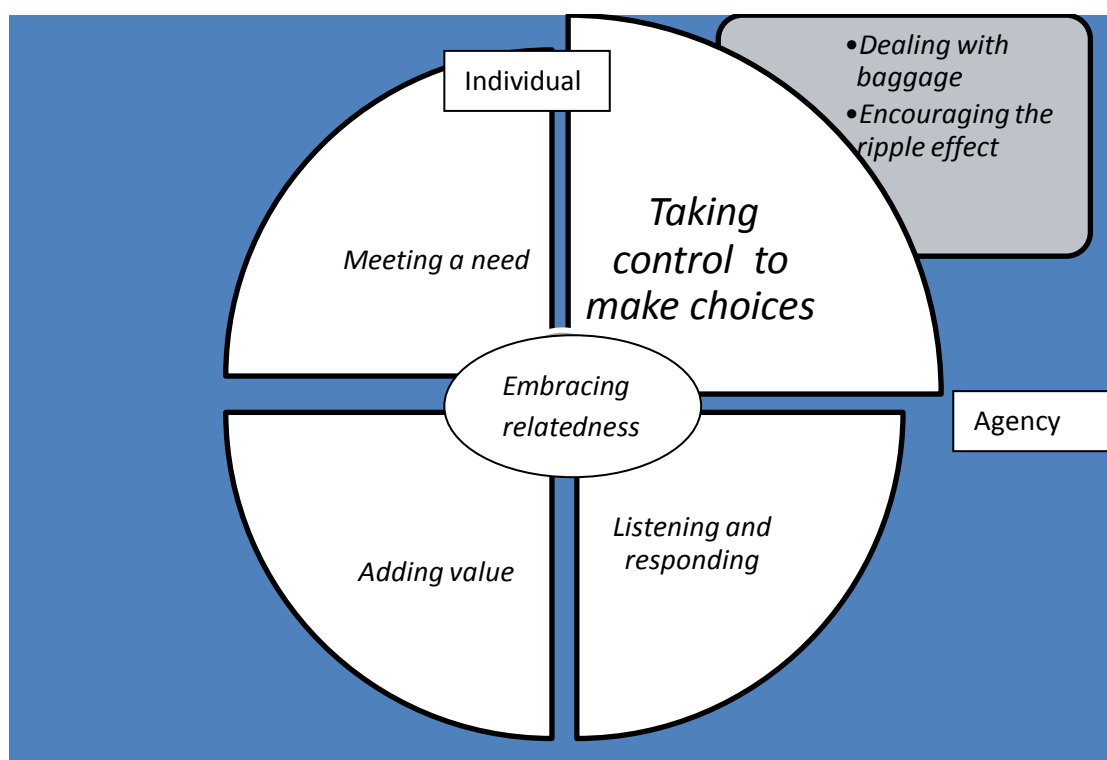 Individual
•Dealing with
baggage
•Encouraging the
ripple effect
Taking
control to
make choices
Meeting a need
Embracing
relatedness
Agency
Adding value
Listening and
responding